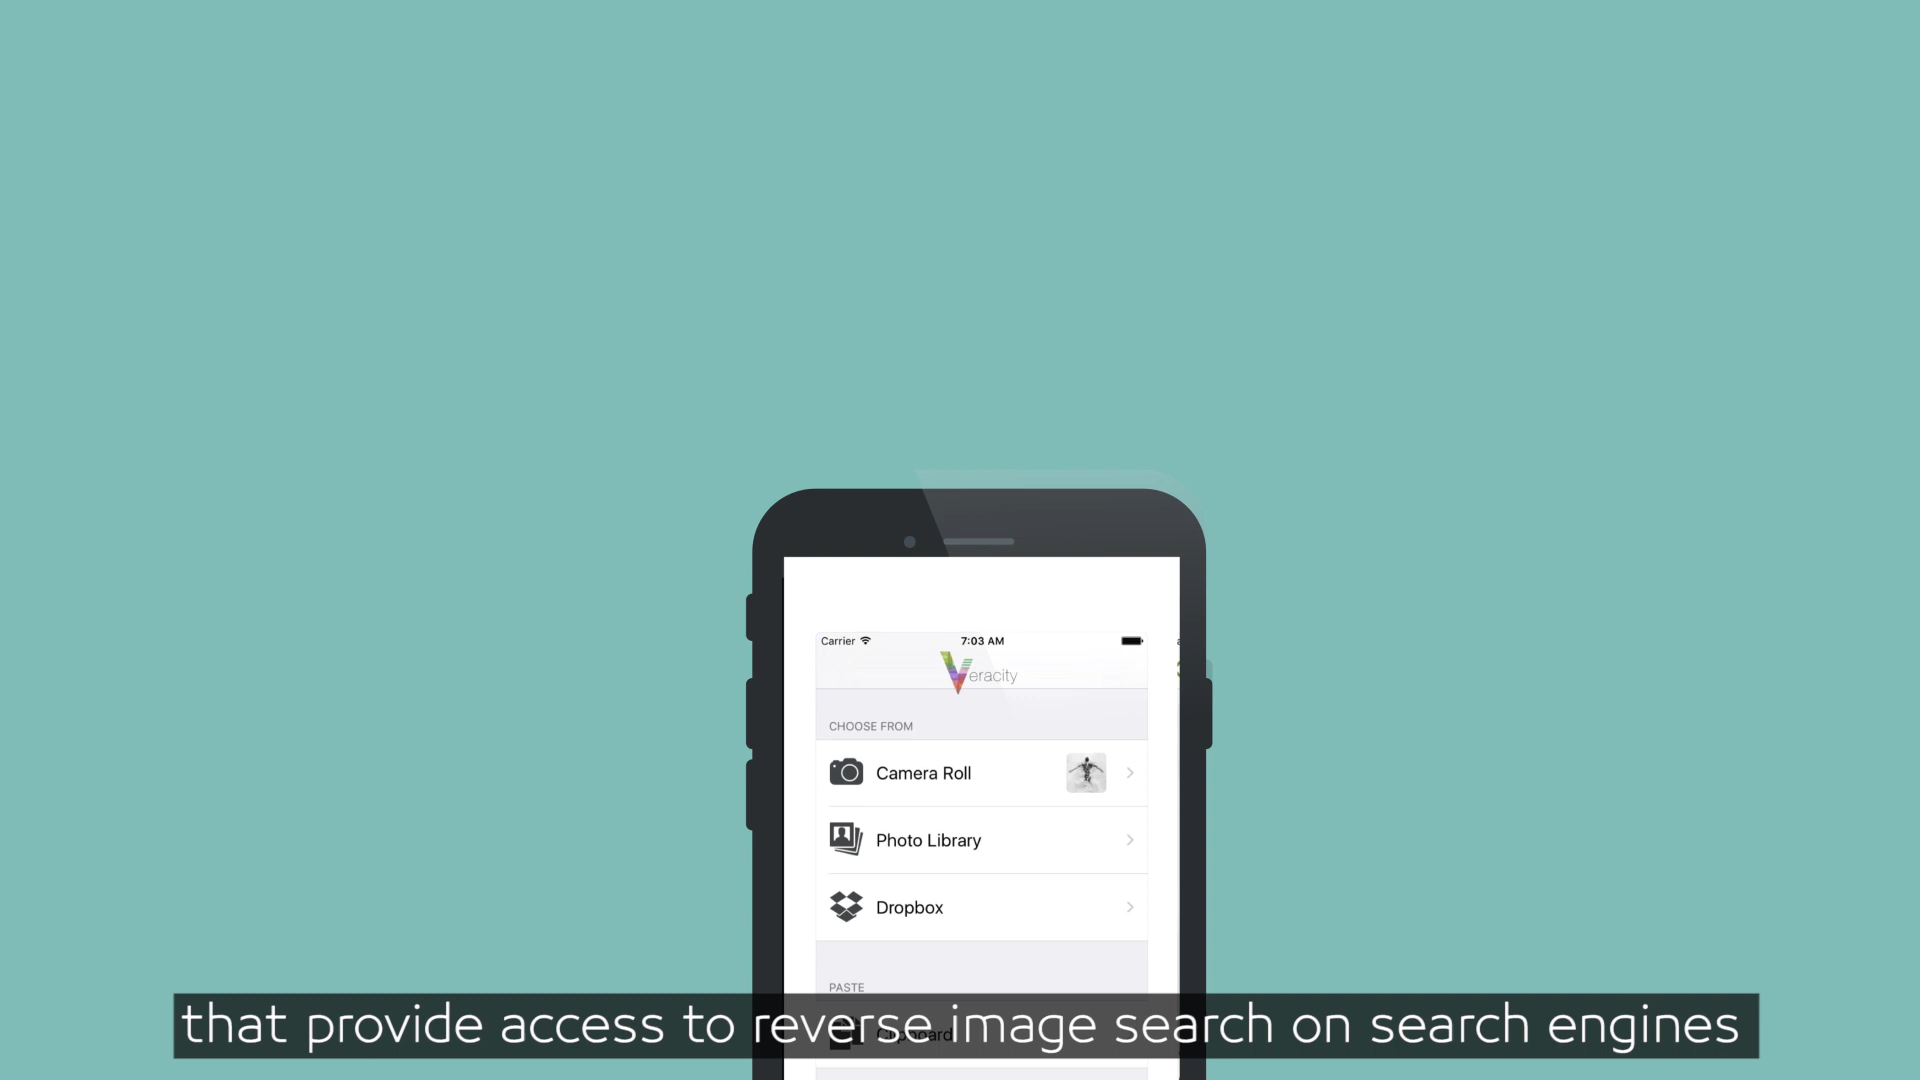 Carrier 7:03 AM
Veracity
CHOOSE FROM
Camera Roll
Photo Library
Dropbox
PASTE
Clipboard
that provide access to reverse image search on search engines